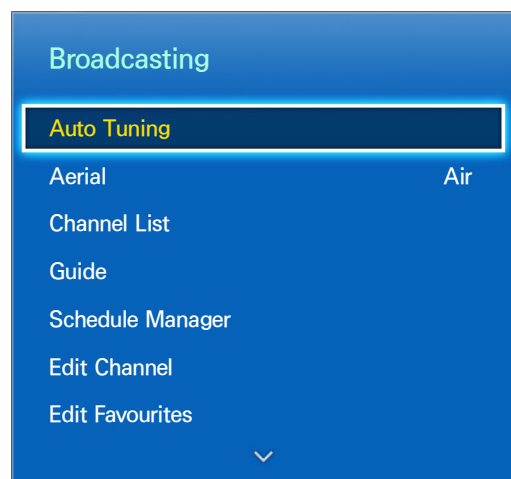 Broadcasting
Auto Tuning
Aerial Air
Channel List
Guide
Schedule Manager
Edit Channel
Edit Favourites